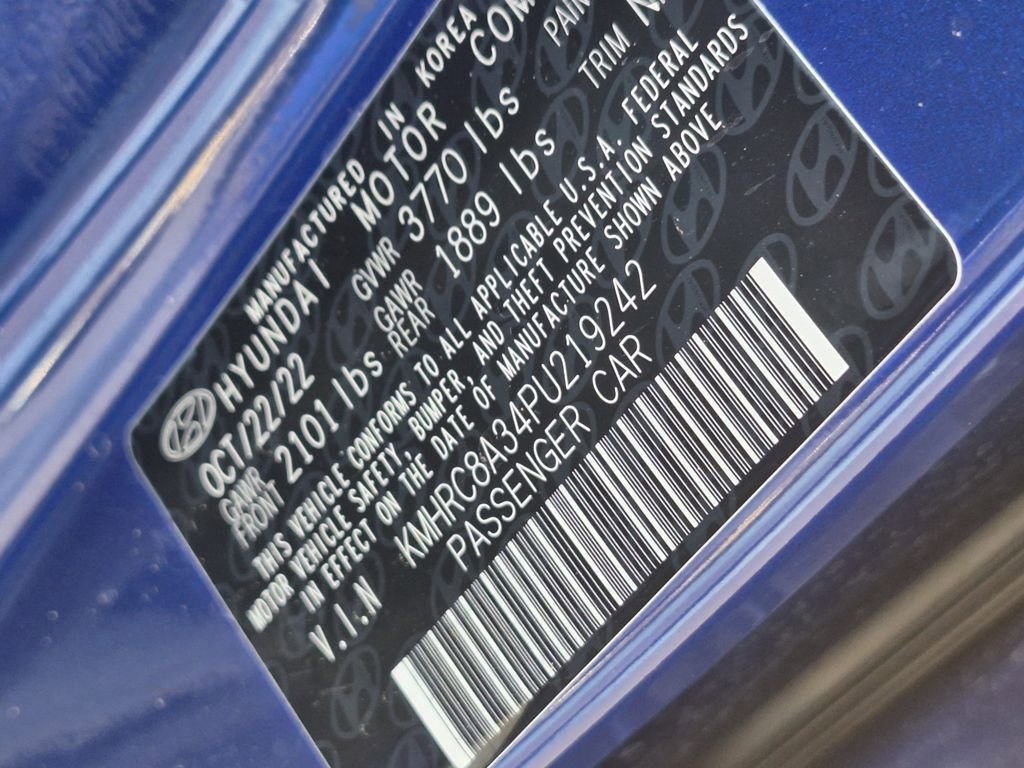 MANUFACTURED IN KOREA
HYUNDAI MOTOR COM
OCT/22/22 GVWR 3770 lbs PAIN
GAWR FRONT 2101 lbs GAWR REAR 1889 lbs TRIM
THIS VEHICLE CONFORMS TO ALL APPLICABLE U.S.A. FEDERAL
MOTOR VEHICLE SAFETY, BUMPER, AND THEFT PREVENTION STANDARDS
IN EFFECT ON THE DATE OF MANUFACTURE SHOWN ABOVE
V.I.N KMHRC8A34PU219242
PASSENGER CAR